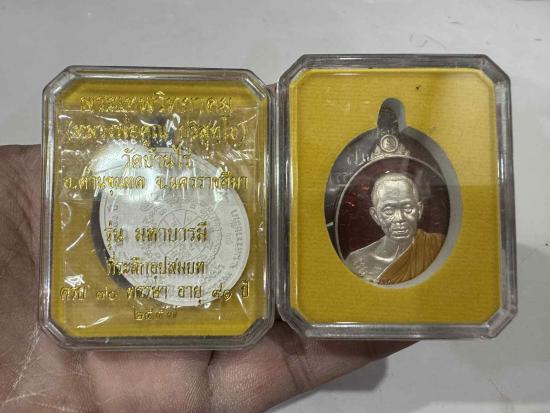 พระเทพวิทยาคม
(หลวงพ่อคูณ ปริสุทฺโธ)
วัดบ้านไร่
อ.ด่านขุนทด จ.นครราชสีมา
รุ่น มหาบารมี
ที่ระลึกอุปสมบท
ครบ ๗๐ พรรษา อายุ ๙๑ ปี
๒๕๕๗